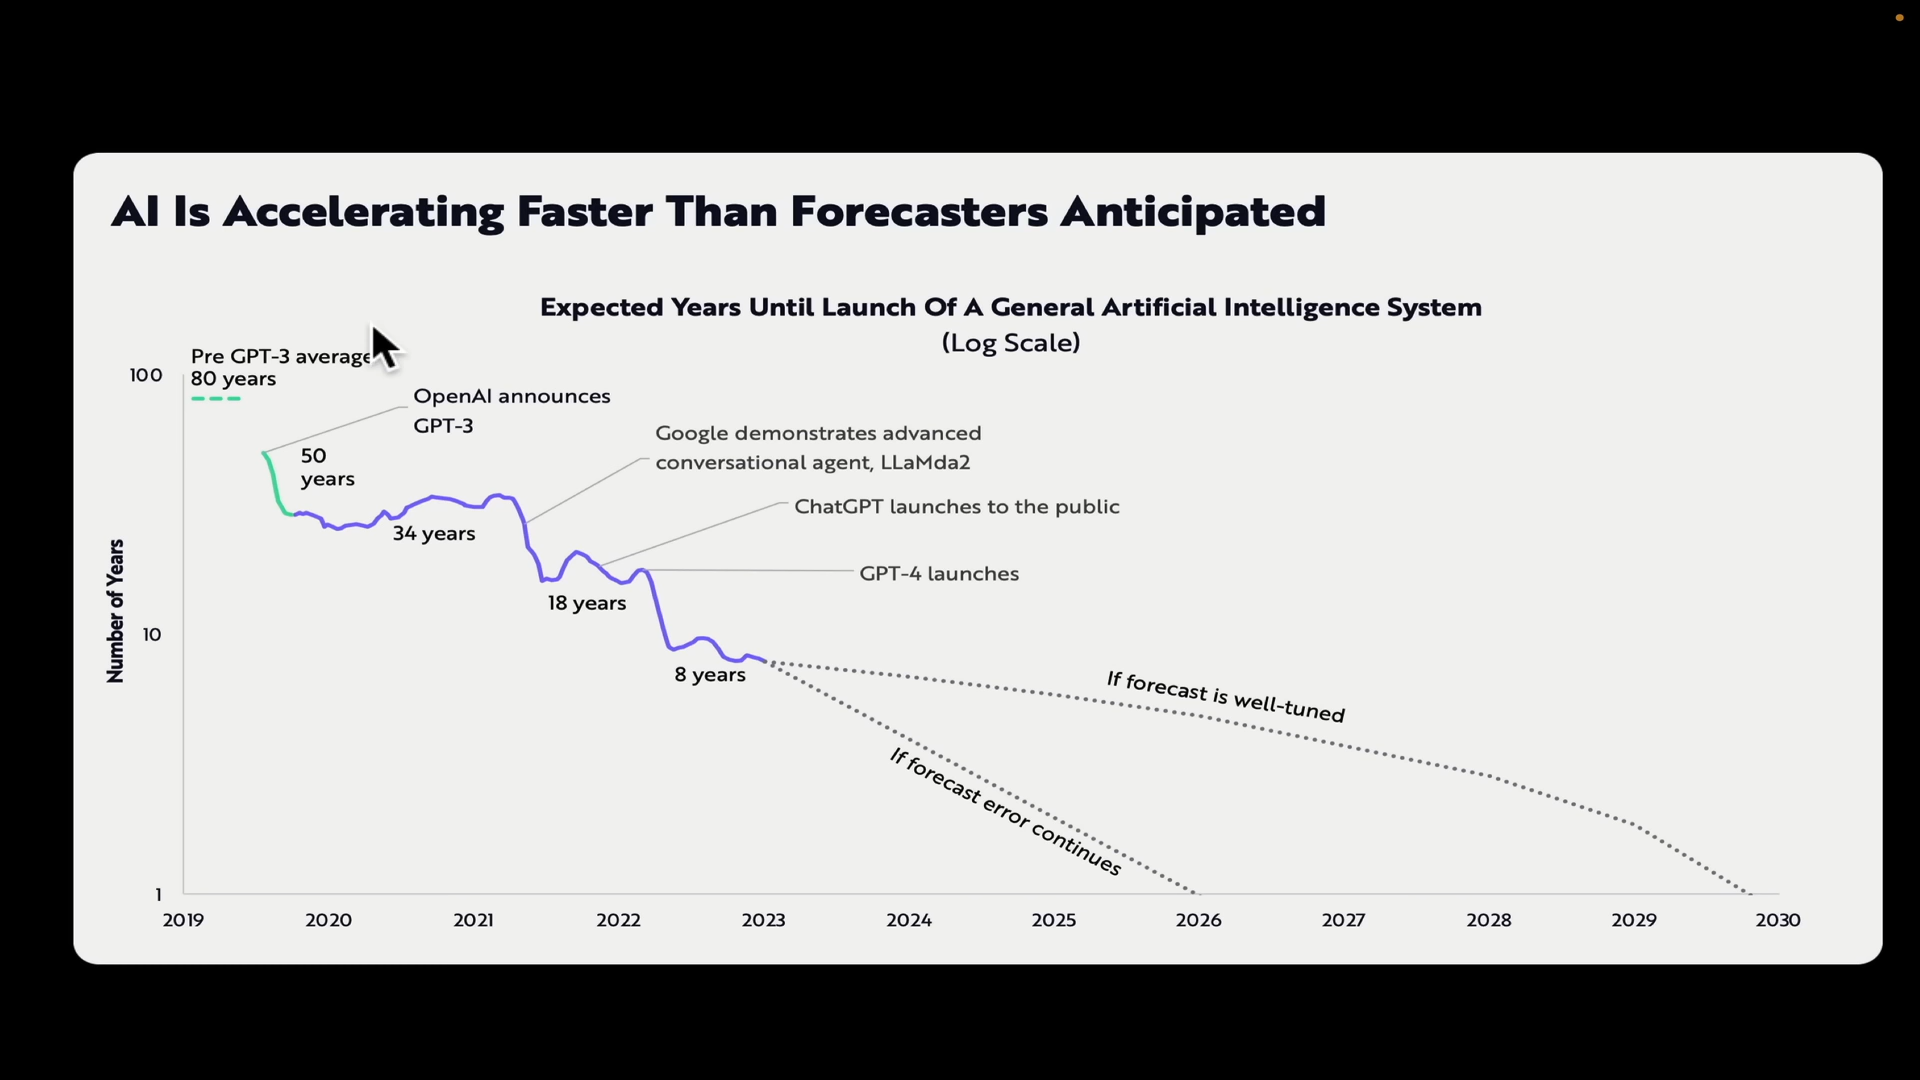 AI Is Accelerating Faster Than Forecasters Anticipated
Expected Years Until Launch Of A General Artificial Intelligence System
(Log Scale)
Pre GPT-3 average
80 years
100
OpenAI announces
GPT-3
50
years
Google demonstrates advanced
conversational agent, LLaMda2
ChatGPT launches to the public
34 years
GPT-4 launches
18 years
Number of Years
10
8 years
If forecast is well-tuned
If forecast error continues
1
2019 2020 2021 2022 2023 2024 2025 2026 2027 2028 2029 2030